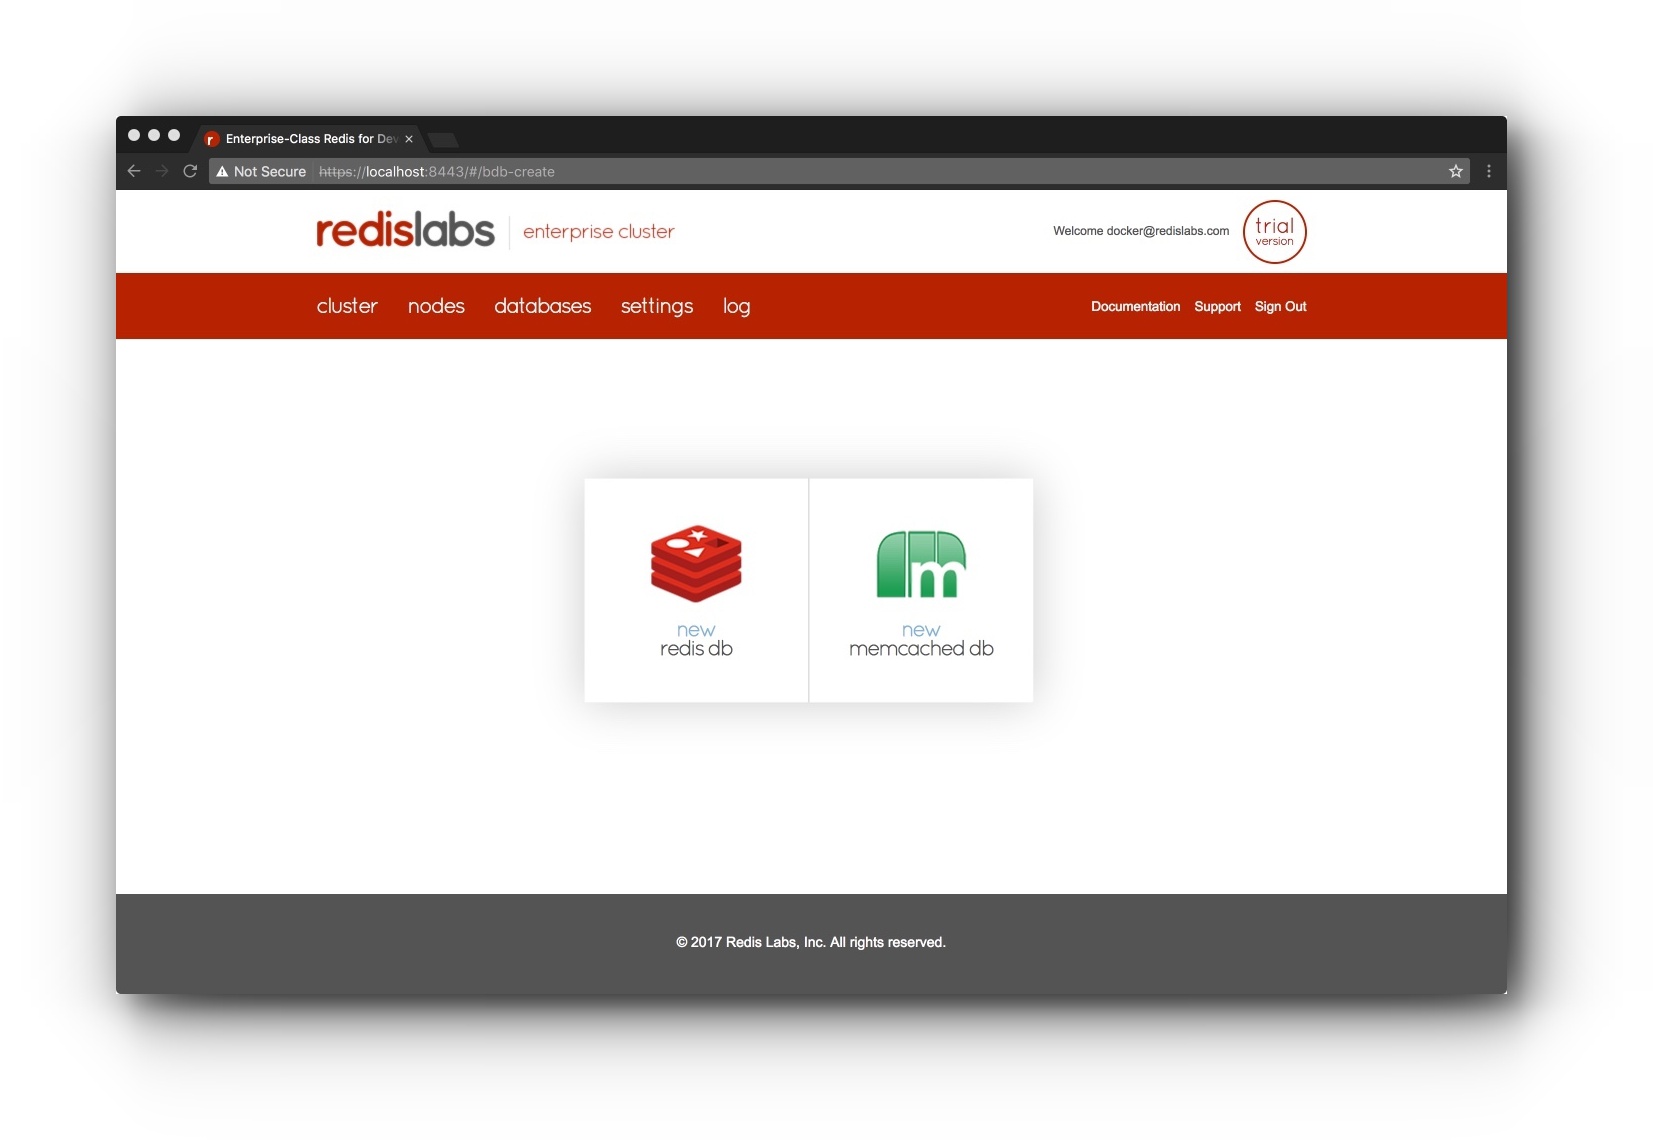 Enterprise-Class Redis for Dev
Not Secure https://localhost:8443/#/bdb-create
redislabs enterprise cluster
Welcome docker@redislabs.com
trial
version
cluster nodes databases settings log
Documentation Support Sign Out
new
redis db
new
memcached db
© 2017 Redis Labs, Inc. All rights reserved.